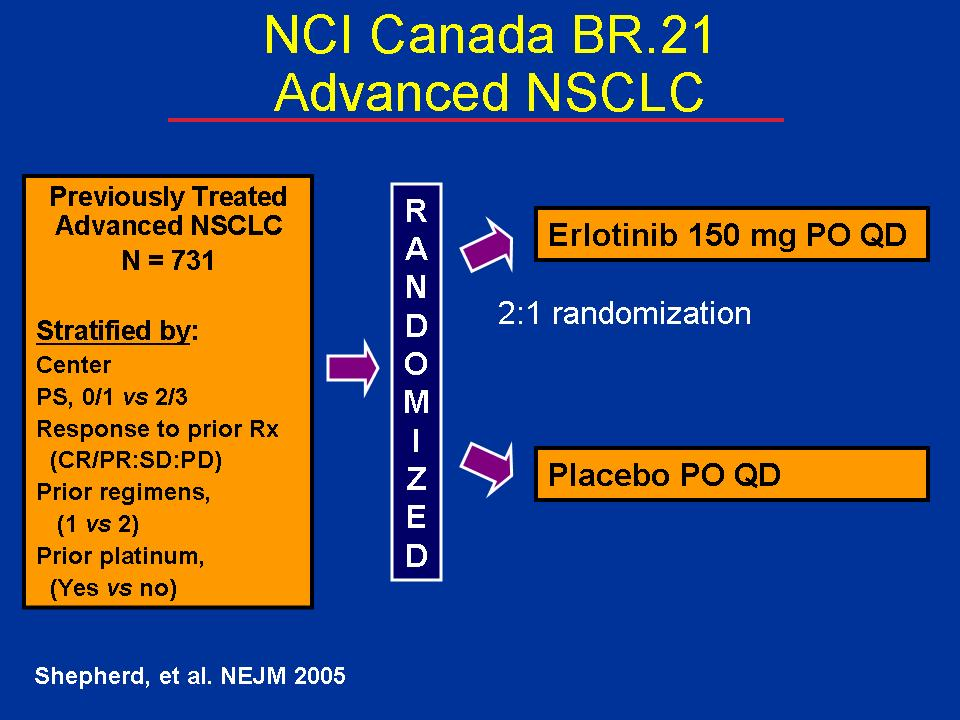 NCI Canada BR.21
Advanced NSCLC
Previously Treated
Advanced NSCLC
N = 731
Stratified by:
Center
PS, 0/1 vs 2/3
Response to prior Rx
(CR/PR:SD:PD)
Prior regimens,
(1 vs 2)
Prior platinum,
(Yes vs no)
R
A
N
D
O
M
I
Z
E
D
Erlotinib 150 mg PO QD
2:1 randomization
Placebo PO QD
Shepherd, et al. NEJM 2005